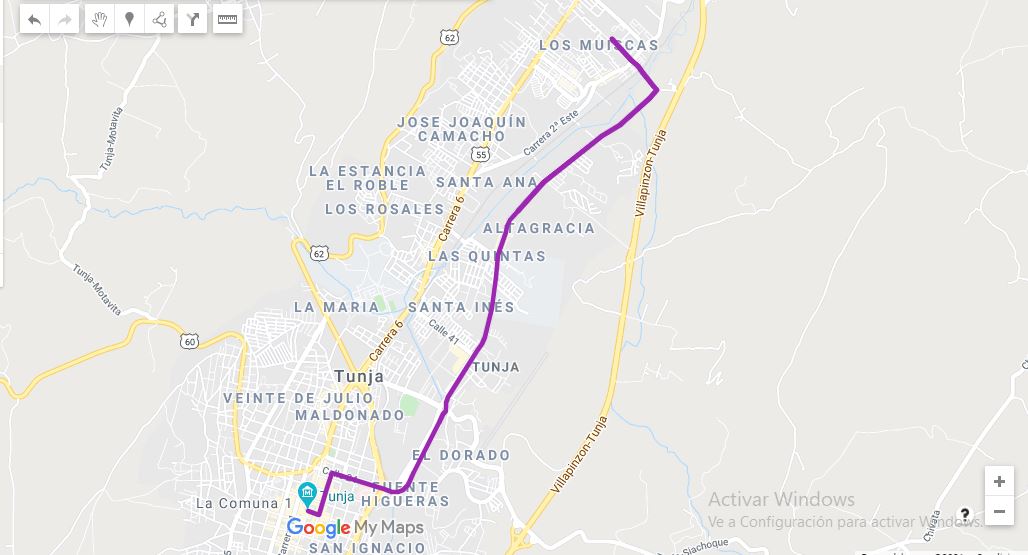 62
LOS MUISCAS
JOSE JOAQUÍN
CAMACHO
Carrera 2ª Este
55
Tunja-Motavita
LA ESTANCIA
EL ROBLE
SANTA ANA
Villapinzon-Tunja
LOS ROSALES
Carrera 6
ALTAGRACIA
62
LAS QUINTAS
Tunja-Motavita
LA MARIA
SANTA INÉS
Calle 41
60
Carrera 6
TUNJA
Tunja
VEINTE DE JULIO
MALDONADO
EL DORADO
Villapinzon-Tunja
FUENTE
HIGUERAS
La Comuna 1
Tunja
Google My Maps
SAN IGNACIO
Activar Windows
Ve a Configuración para activar Windows.
Chivata
Tunja - Siachoque